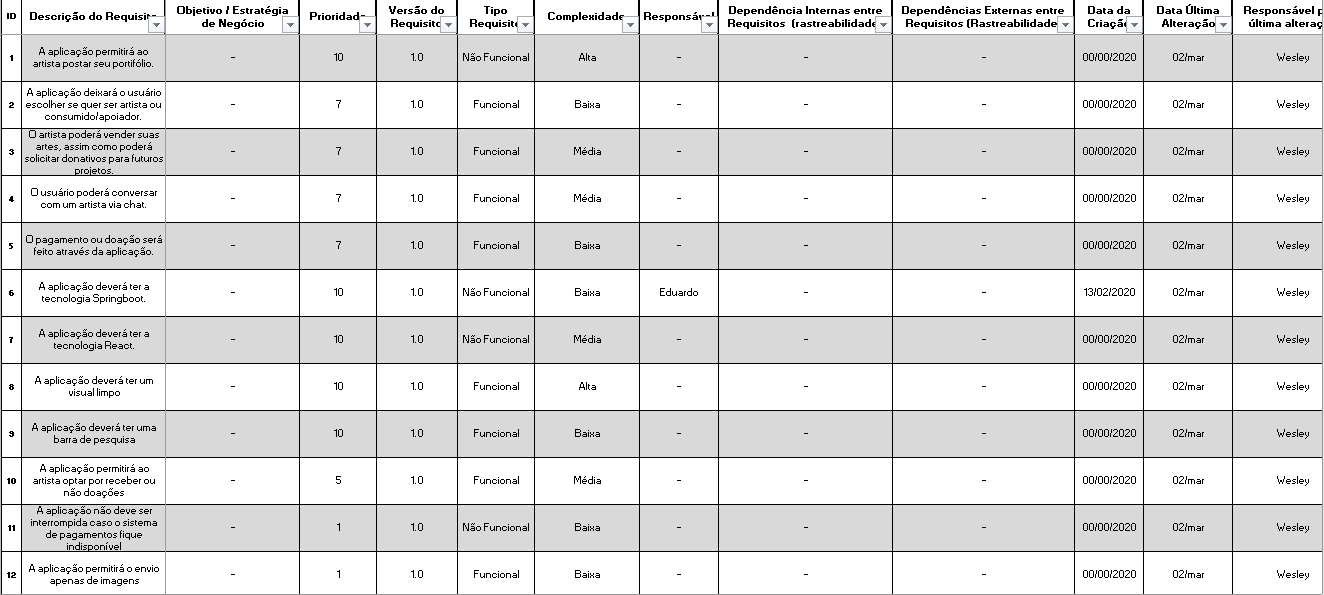 ID Descrição do Requisito Objetivo / Estratégia de Negócio Prioridade Versão do Requisito Tipo Requisito Complexidade Responsável Dependência Internas entre Requisitos (rastreabilidade Dependências Externas entre Requisitos (Rastreabilidade Data da Criação Data Última Alteração Responsável p última alteraç
1 A aplicação permitirá ao artista postar seu portifólio. - 10 1.0 Não Funcional Alta - - - 00/00/2020 02/mar Wesley
2 A aplicação deixará o usuário escolher se quer ser artista ou consumido/apoiador. - 7 1.0 Funcional Baixa - - - 00/00/2020 02/mar Wesley
3 O artista poderá vender suas artes, assim como poderá solicitar donativos para futuros projetos. - 7 1.0 Funcional Média - - - 00/00/2020 02/mar Wesley
4 O usuário poderá conversar com um artista via chat. - 7 1.0 Funcional Média - - - 00/00/2020 02/mar Wesley
5 O pagamento ou doação será feito através da aplicação. - 7 1.0 Funcional Baixa - - - 00/00/2020 02/mar Wesley
6 A aplicação deverá ter a tecnologia Springboot. - 10 1.0 Não Funcional Baixa Eduardo - - 13/02/2020 02/mar Wesley
7 A aplicação deverá ter a tecnologia React. - 10 1.0 Não Funcional Média - - - 00/00/2020 02/mar Wesley
8 A aplicação deverá ter um visual limpo - 10 1.0 Funcional Alta - - - 00/00/2020 02/mar Wesley
9 A aplicação deverá ter uma barra de pesquisa - 10 1.0 Funcional Baixa - - - 00/00/2020 02/mar Wesley
10 A aplicação permitirá ao artista optar por receber ou não doações - 5 1.0 Funcional Média - - - 00/00/2020 02/mar Wesley
11 A aplicação não deve ser interrompida caso o sistema de pagamentos fique indisponível - 1 1.0 Não Funcional Baixa - - - 00/00/2020 02/mar Wesley
12 A aplicação permitirá o envio apenas de imagens - 1 1.0 Funcional Baixa - - - 00/00/2020 02/mar Wesley